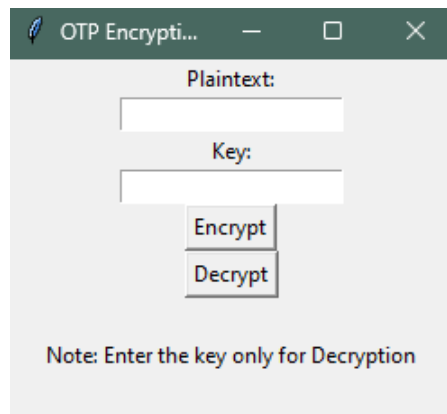 OTP Encrypti...
Plaintext:
Key:
Encrypt
Decrypt
Note: Enter the key only for Decryption